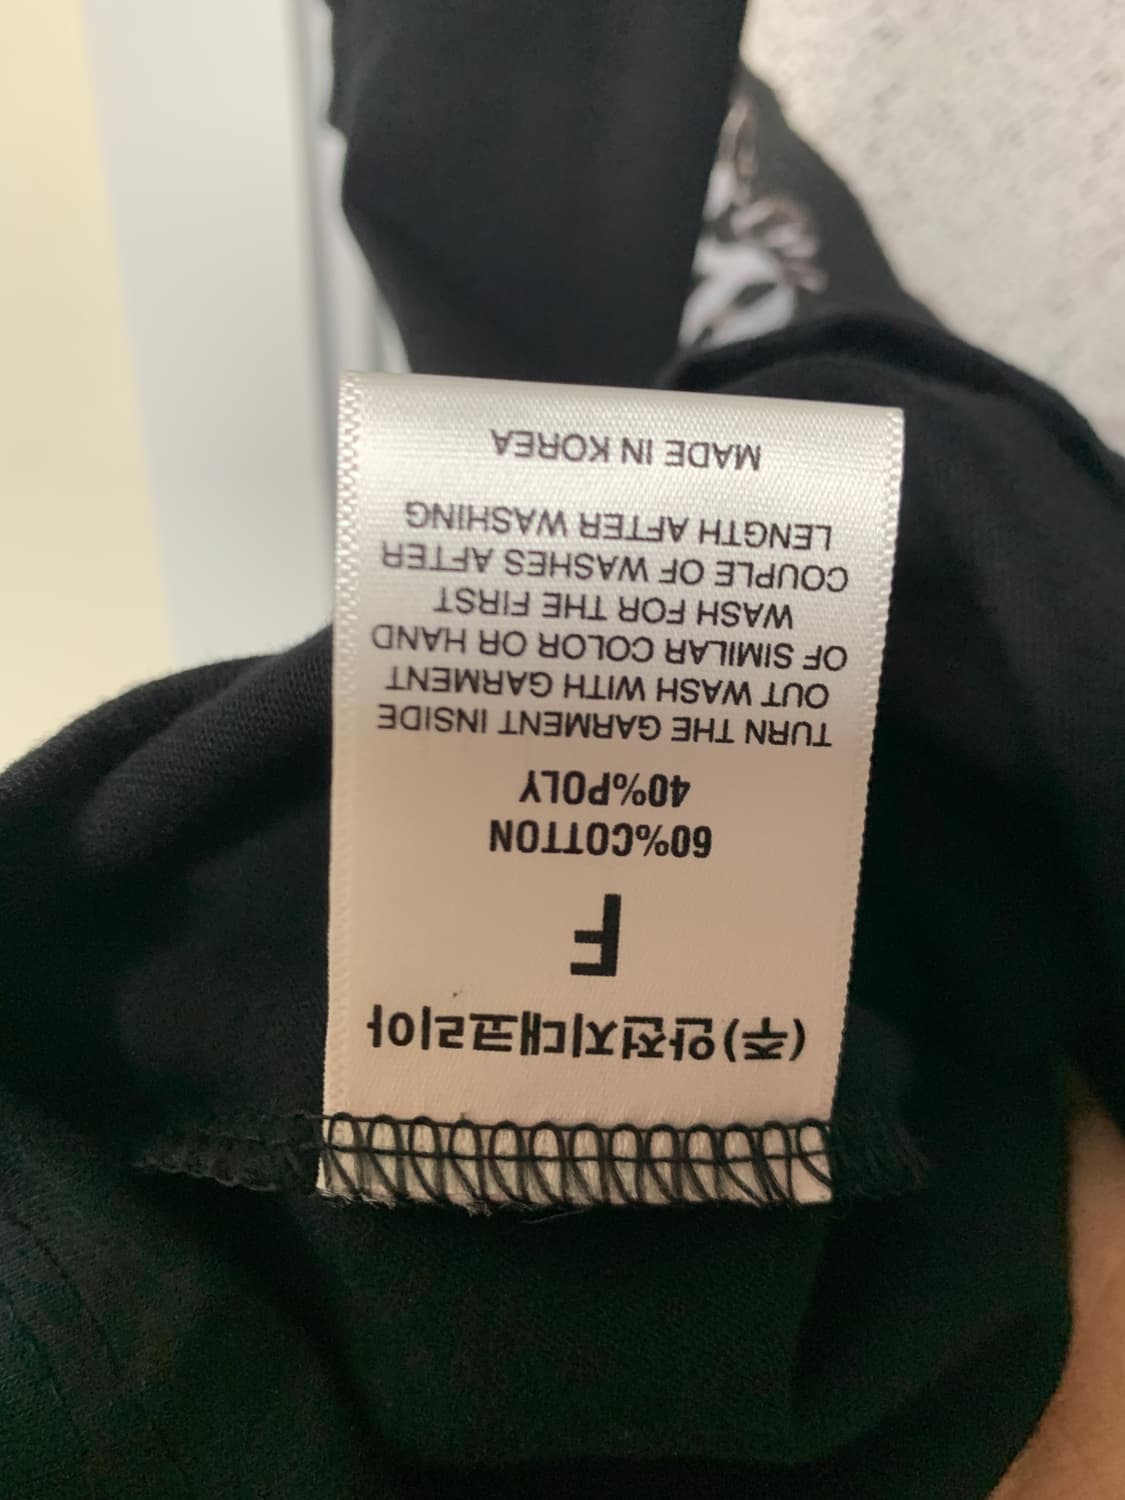 (주)안전지대코리아
F
60%COTTON
40%POLY
TURN THE GARMENT INSIDE
OUT WASH WITH GARMENT
OF SIMILAR COLOR OR HAND
WASH FOR THE FIRST
COUPLE OF WASHES AFTER
LENGTH AFTER WASHING
MADE IN KOREA